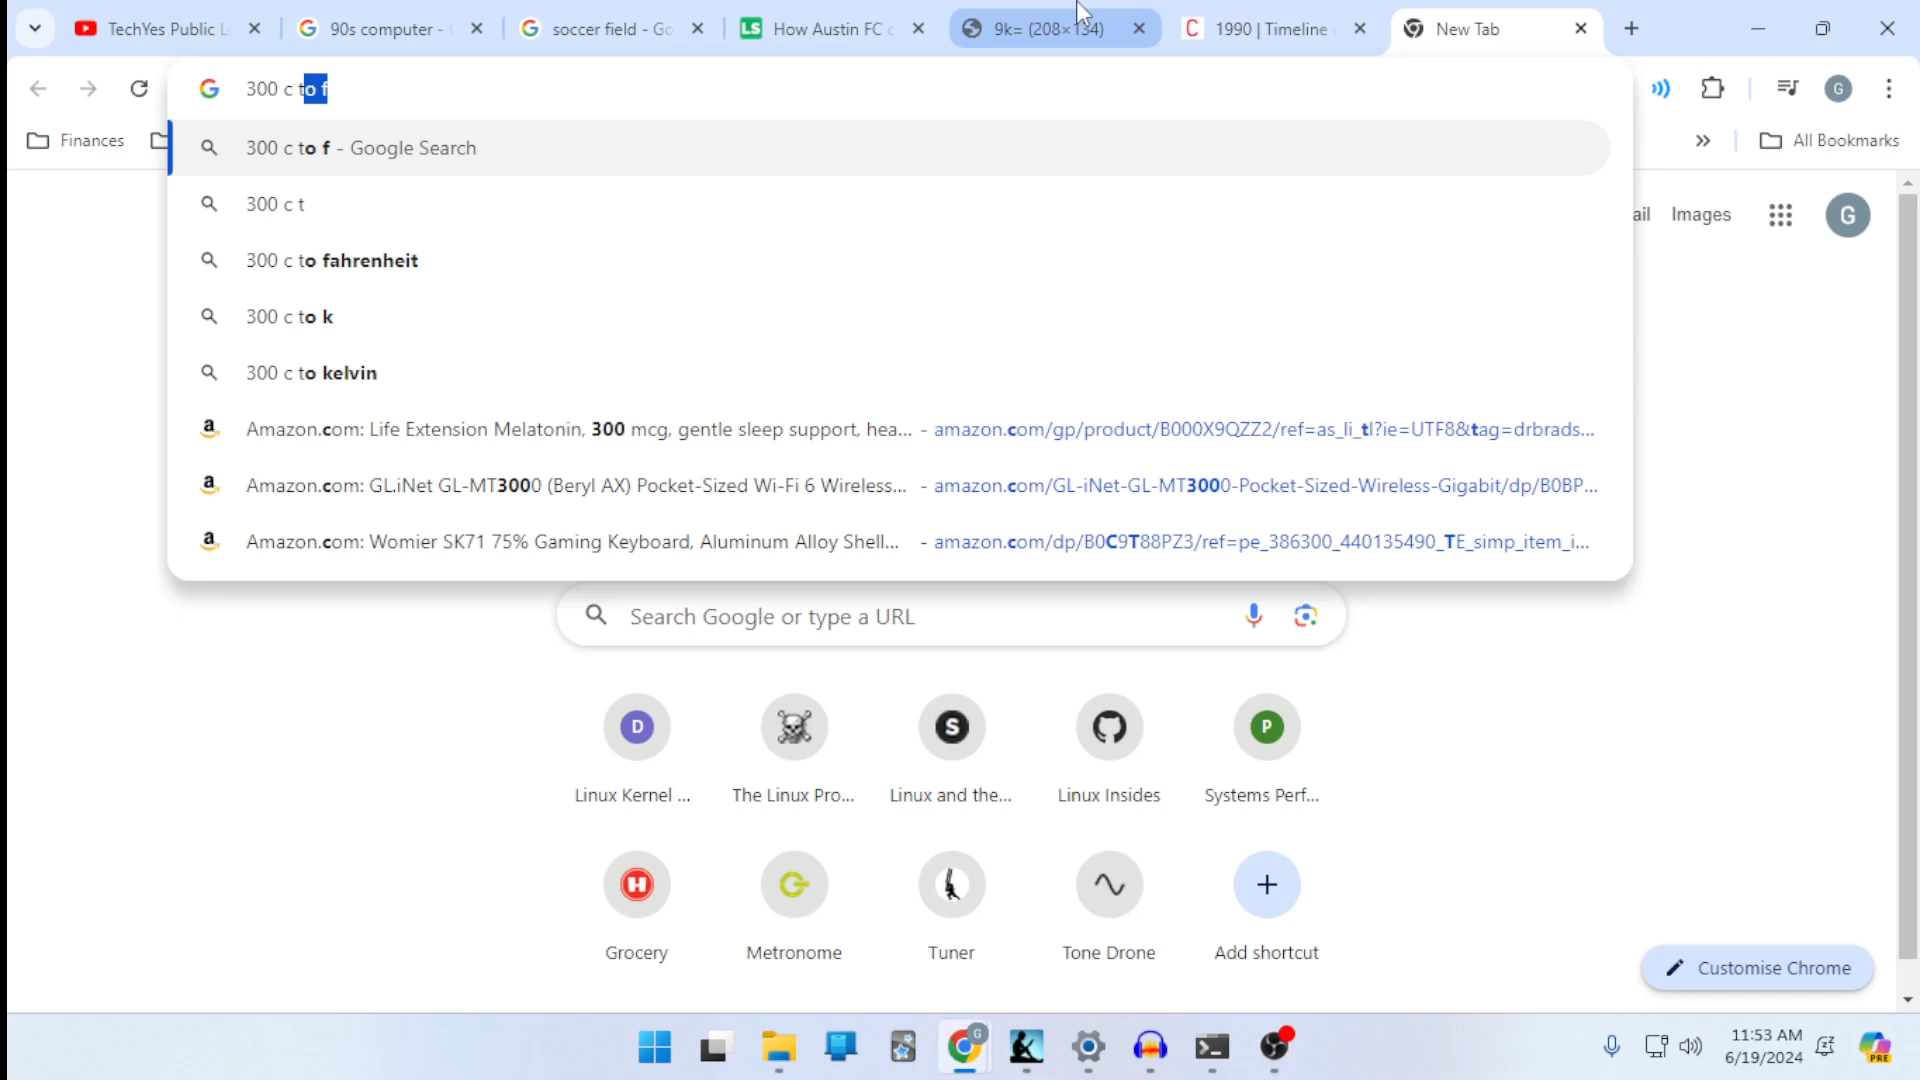 TechYes Public L
90s computer - G
soccer field - Go
LS How Austin FC c
9k= (208×134)
C 1990 | Timeline
New Tab
300 c to f
G
Finances
All Bookmarks
300 c to f - Google Search
300 c t
ail Images G
300 c to fahrenheit
300 c to k
300 c to kelvin
Amazon.com: Life Extension Melatonin, 300 mcg, gentle sleep support, hea... - amazon.com/gp/product/B000X9QZZ2/ref=as_li_tl?ie=UTF8&tag=drbrads...
Amazon.com: GL.iNet GL-MT3000 (Beryl AX) Pocket-Sized Wi-Fi 6 Wireless... - amazon.com/GL-iNet-GL-MT3000-Pocket-Sized-Wireless-Gigabit/dp/B0BP...
Amazon.com: Womier SK71 75% Gaming Keyboard, Aluminum Alloy Shell... - amazon.com/dp/B0C9T88PZ3/ref=pe_386300_440135490_TE_simp_item_i...
Search Google or type a URL
D S P
Linux Kernel ... The Linux Pro... Linux and the... Linux Insides Systems Perf...
H
Grocery Metronome Tuner Tone Drone Add shortcut
Customise Chrome
G
11:53 AM
6/19/2024
PRE